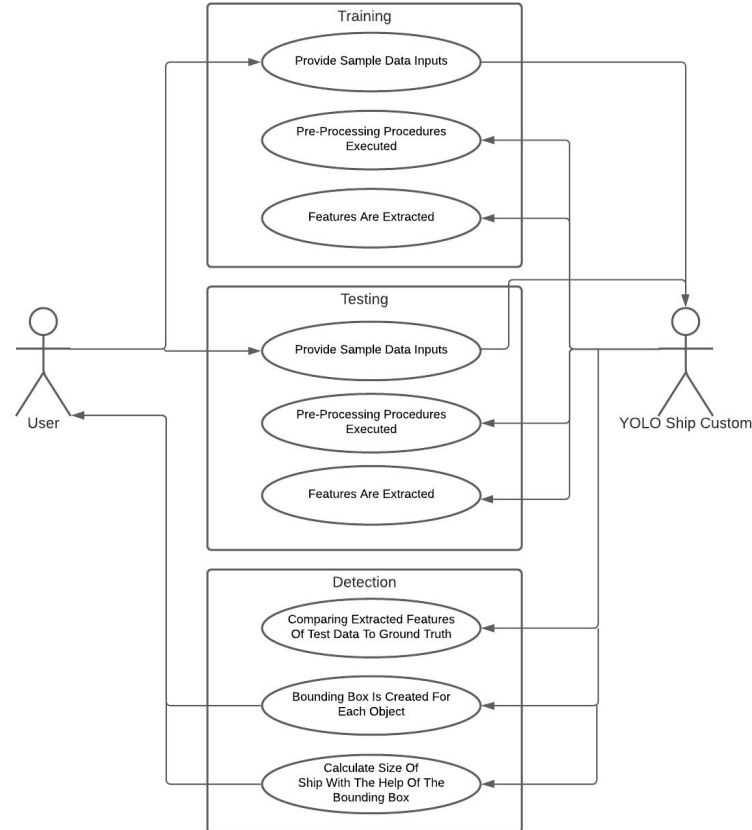 Training
Provide Sample Data Inputs
Pre-Processing Procedures
Executed
Features Are Extracted
Testing
Provide Sample Data Inputs
User
YOLO Ship Custom
Pre-Processing Procedures
Executed
Features Are Extracted
Detection
Comparing Extracted Features
Of Test Data To Ground Truth
Bounding Box Is Created For
Each Object
Calculate Size Of
Ship With The Help Of The
Bounding Box